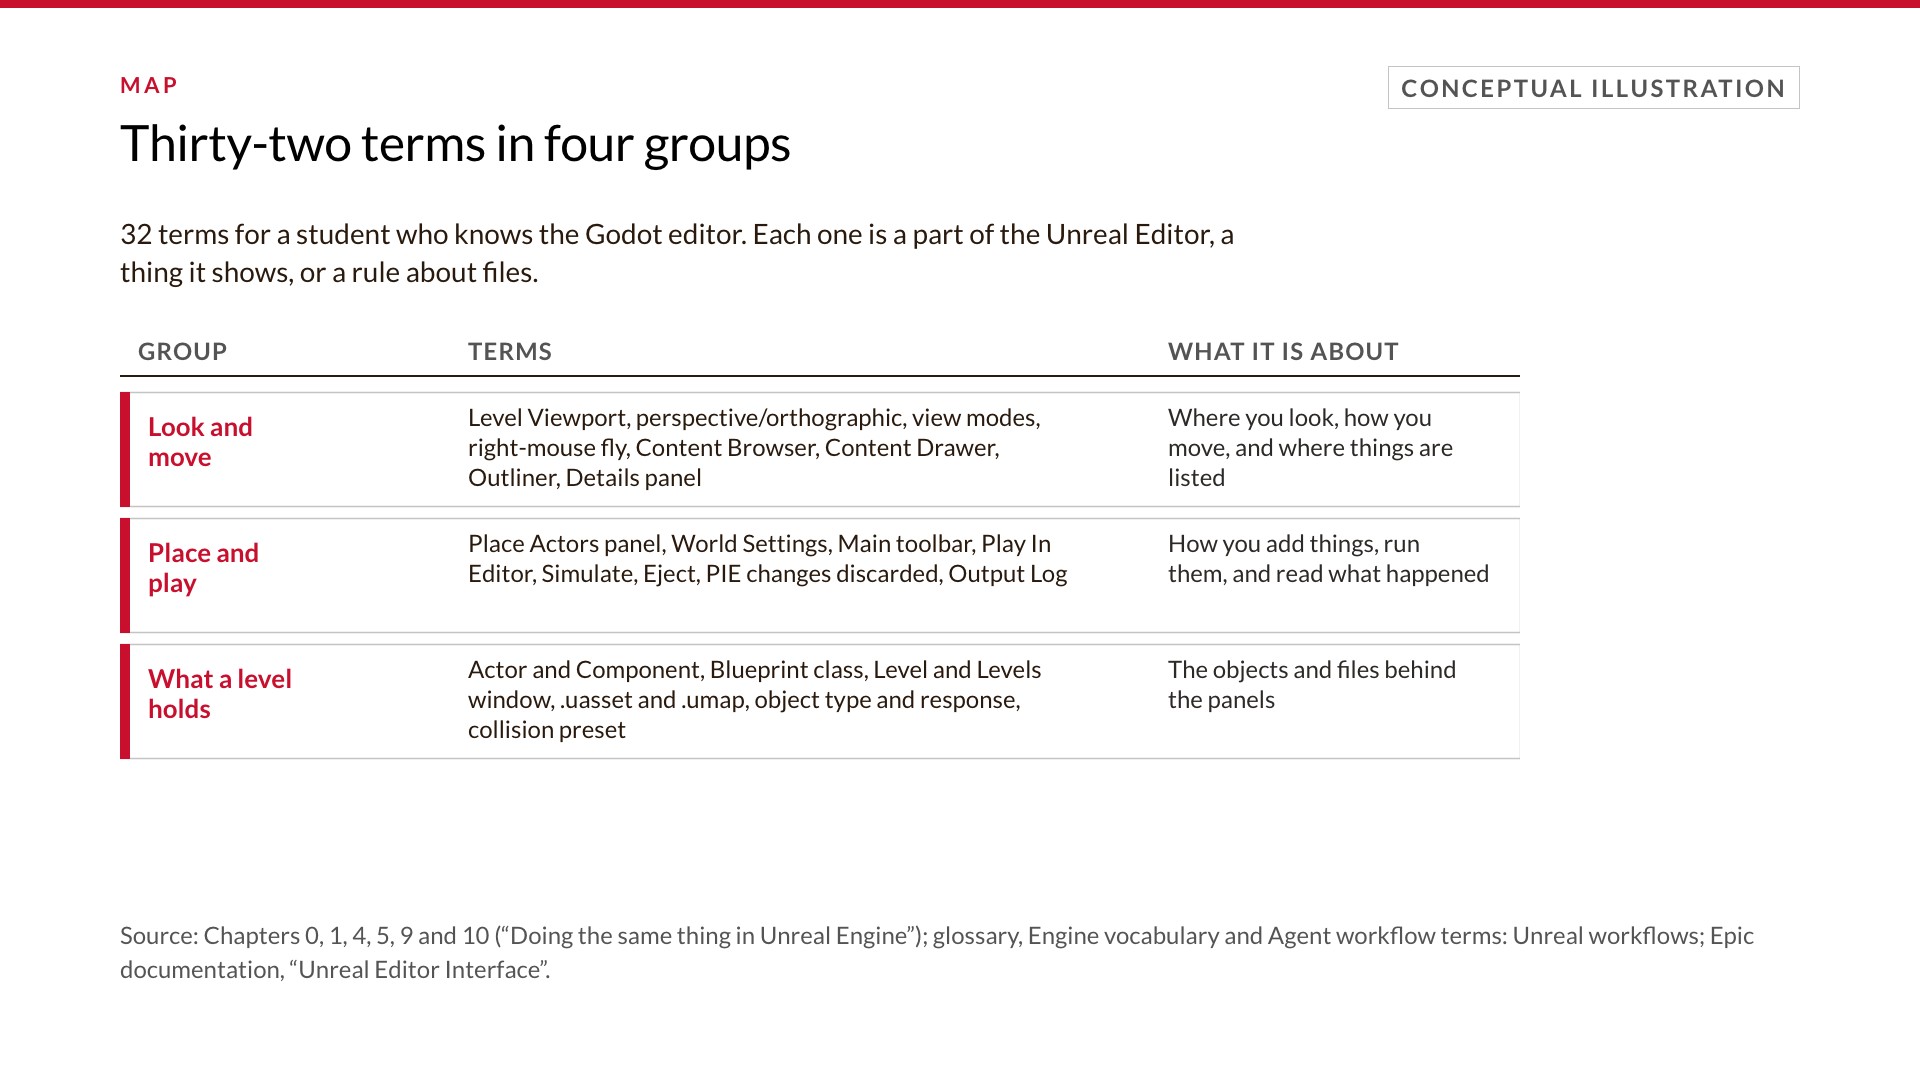 MAP
CONCEPTUAL ILLUSTRATION
Thirty-two terms in four groups
32 terms for a student who knows the Godot editor. Each one is a part of the Unreal Editor, a
thing it shows, or a rule about files.
GROUP
TERMS
WHAT IT IS ABOUT
Look and
move
Level Viewport, perspective/orthographic, view modes,
right-mouse fly, Content Browser, Content Drawer,
Outliner, Details panel
Where you look, how you
move, and where things are
listed
Place and
play
Place Actors panel, World Settings, Main toolbar, Play In
Editor, Simulate, Eject, PIE changes discarded, Output Log
How you add things, run
them, and read what happened
What a level
holds
Actor and Component, Blueprint class, Level and Levels
window, .uasset and .umap, object type and response,
collision preset
The objects and files behind
the panels
Source: Chapters 0, 1, 4, 5, 9 and 10 (“Doing the same thing in Unreal Engine”); glossary, Engine vocabulary and Agent workflow terms: Unreal workflows; Epic
documentation, “Unreal Editor Interface”.